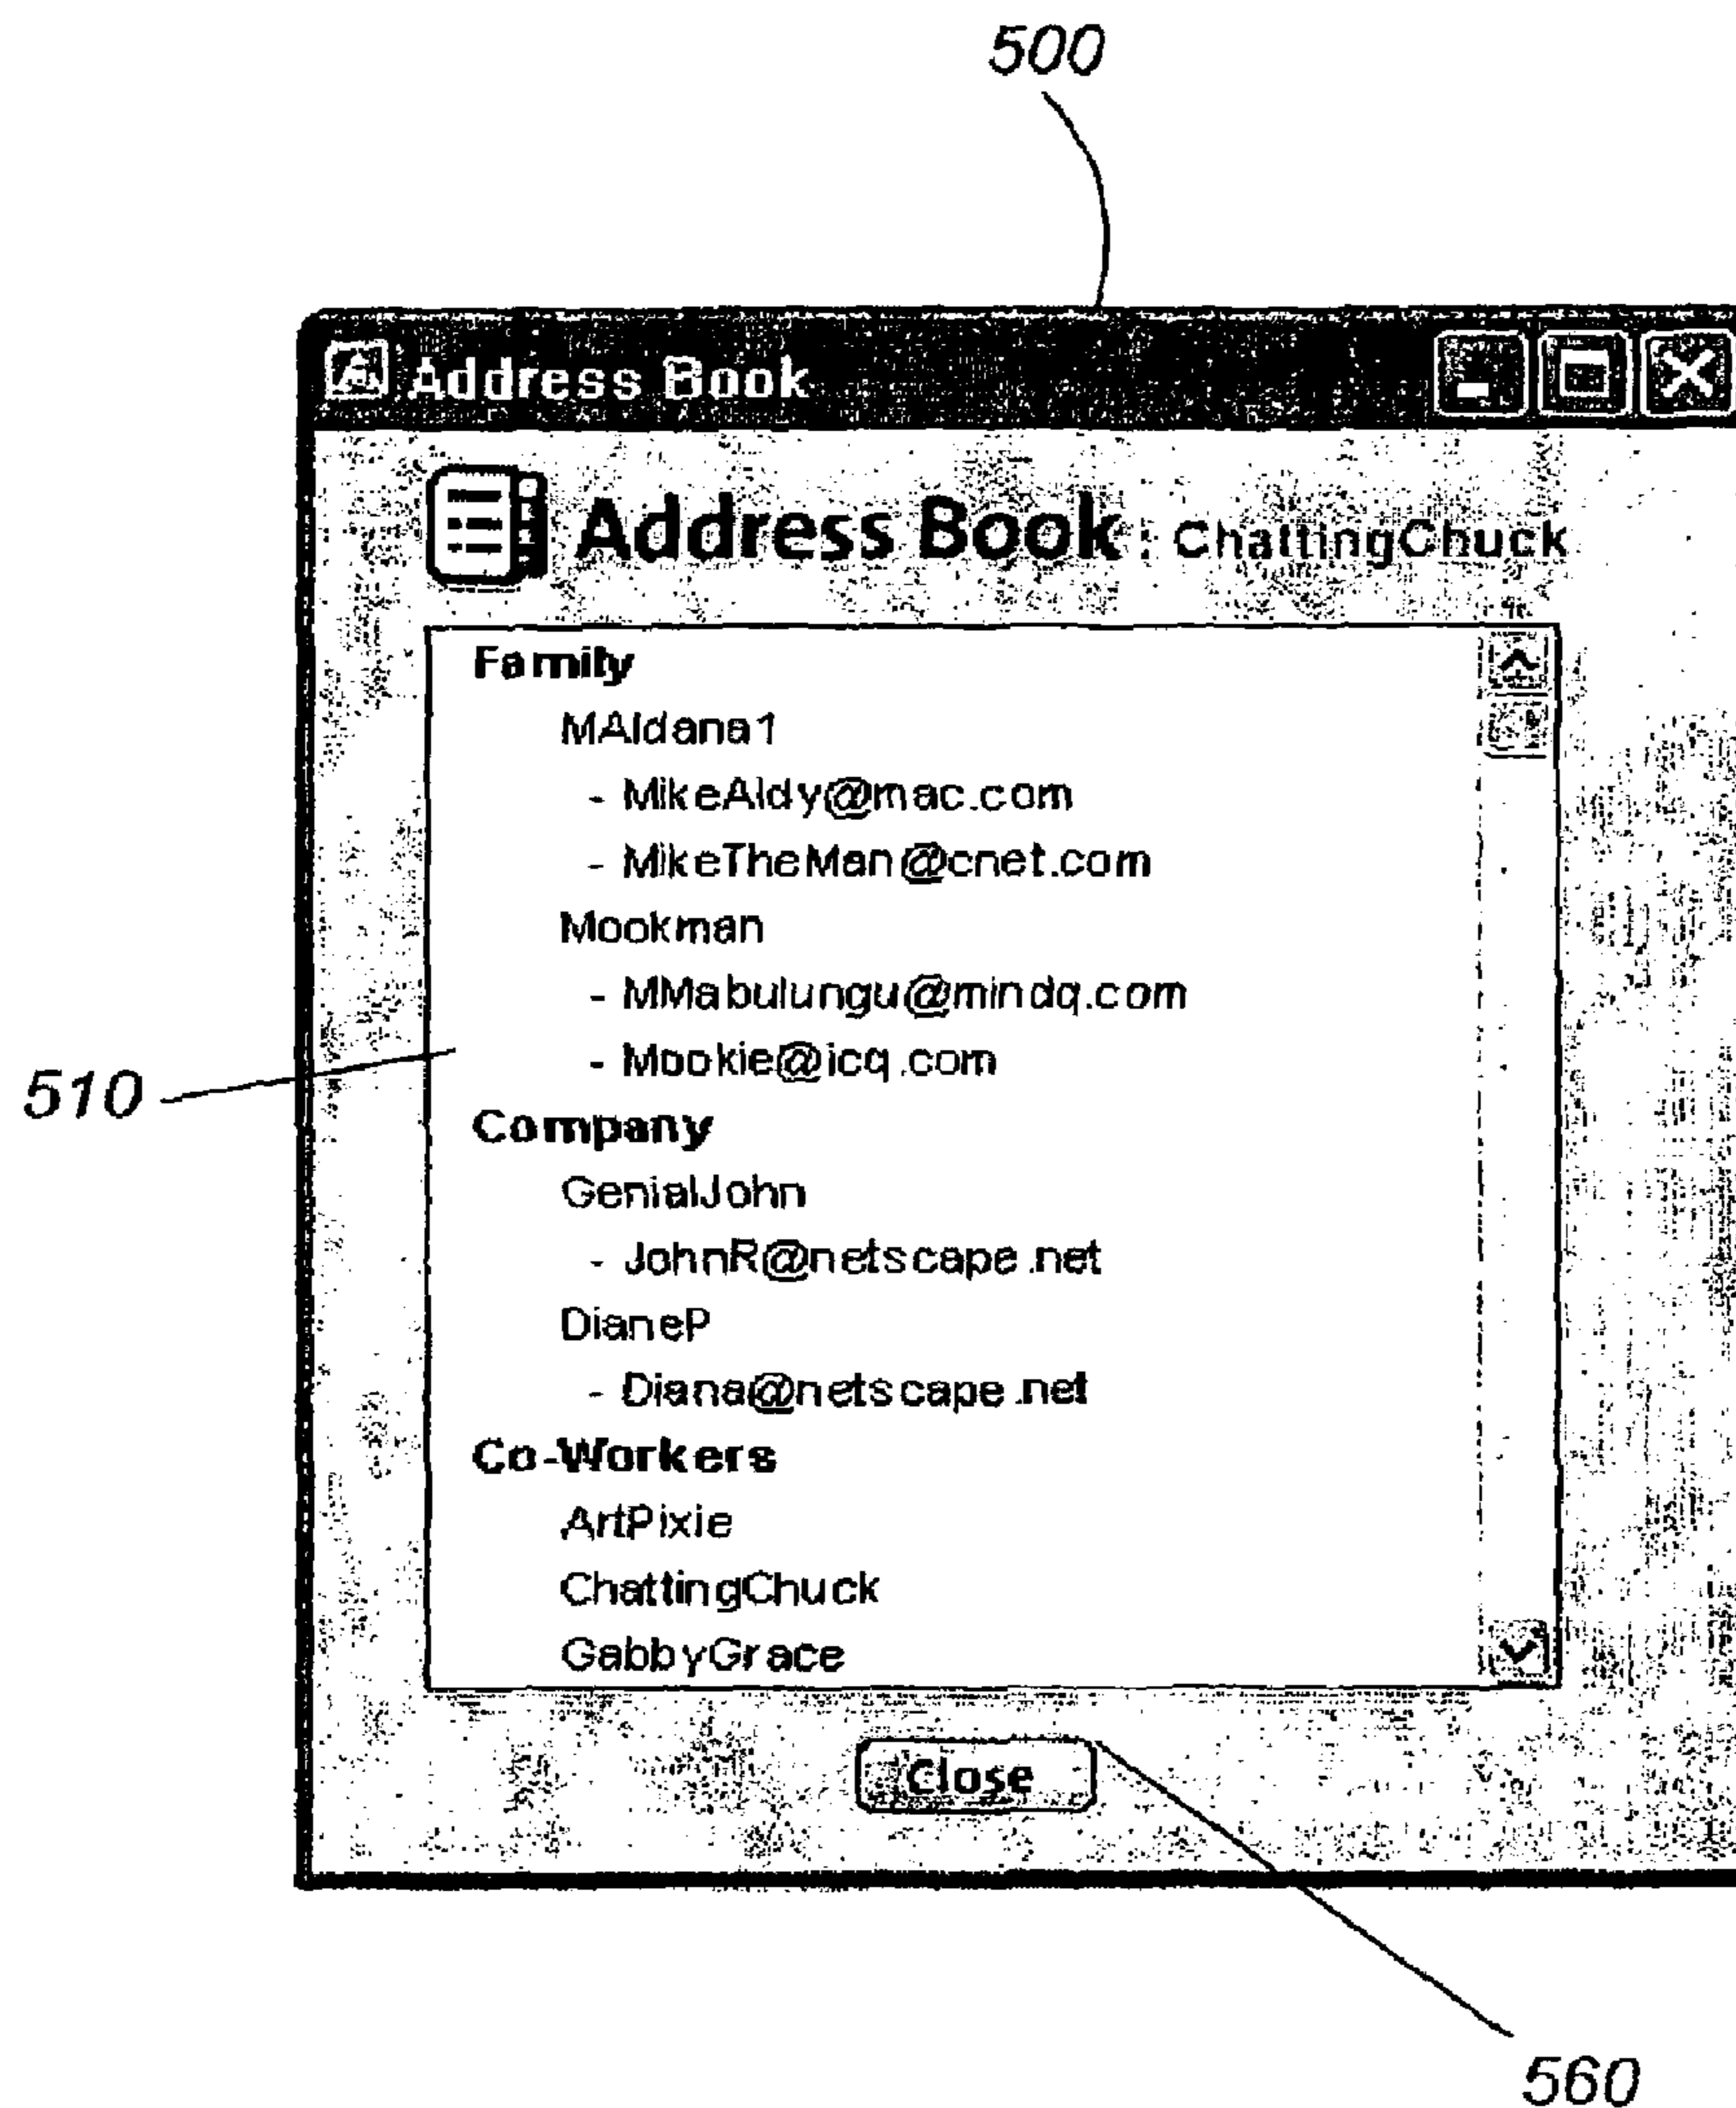 500
Address Book
Address Book : ChattingChuck
Family
MAldana1
- MikeAldy@mac.com
- MikeTheMan@cnet.com
Mookman
- MMabulungu@mindq.com
- Mookie@icq.com
510
Company
GenialJohn
- JohnR@netscape.net
DianeP
- Diana@netscape.net
Co-Workers
ArtPixie
ChattingChuck
GabbyGrace
Close
560